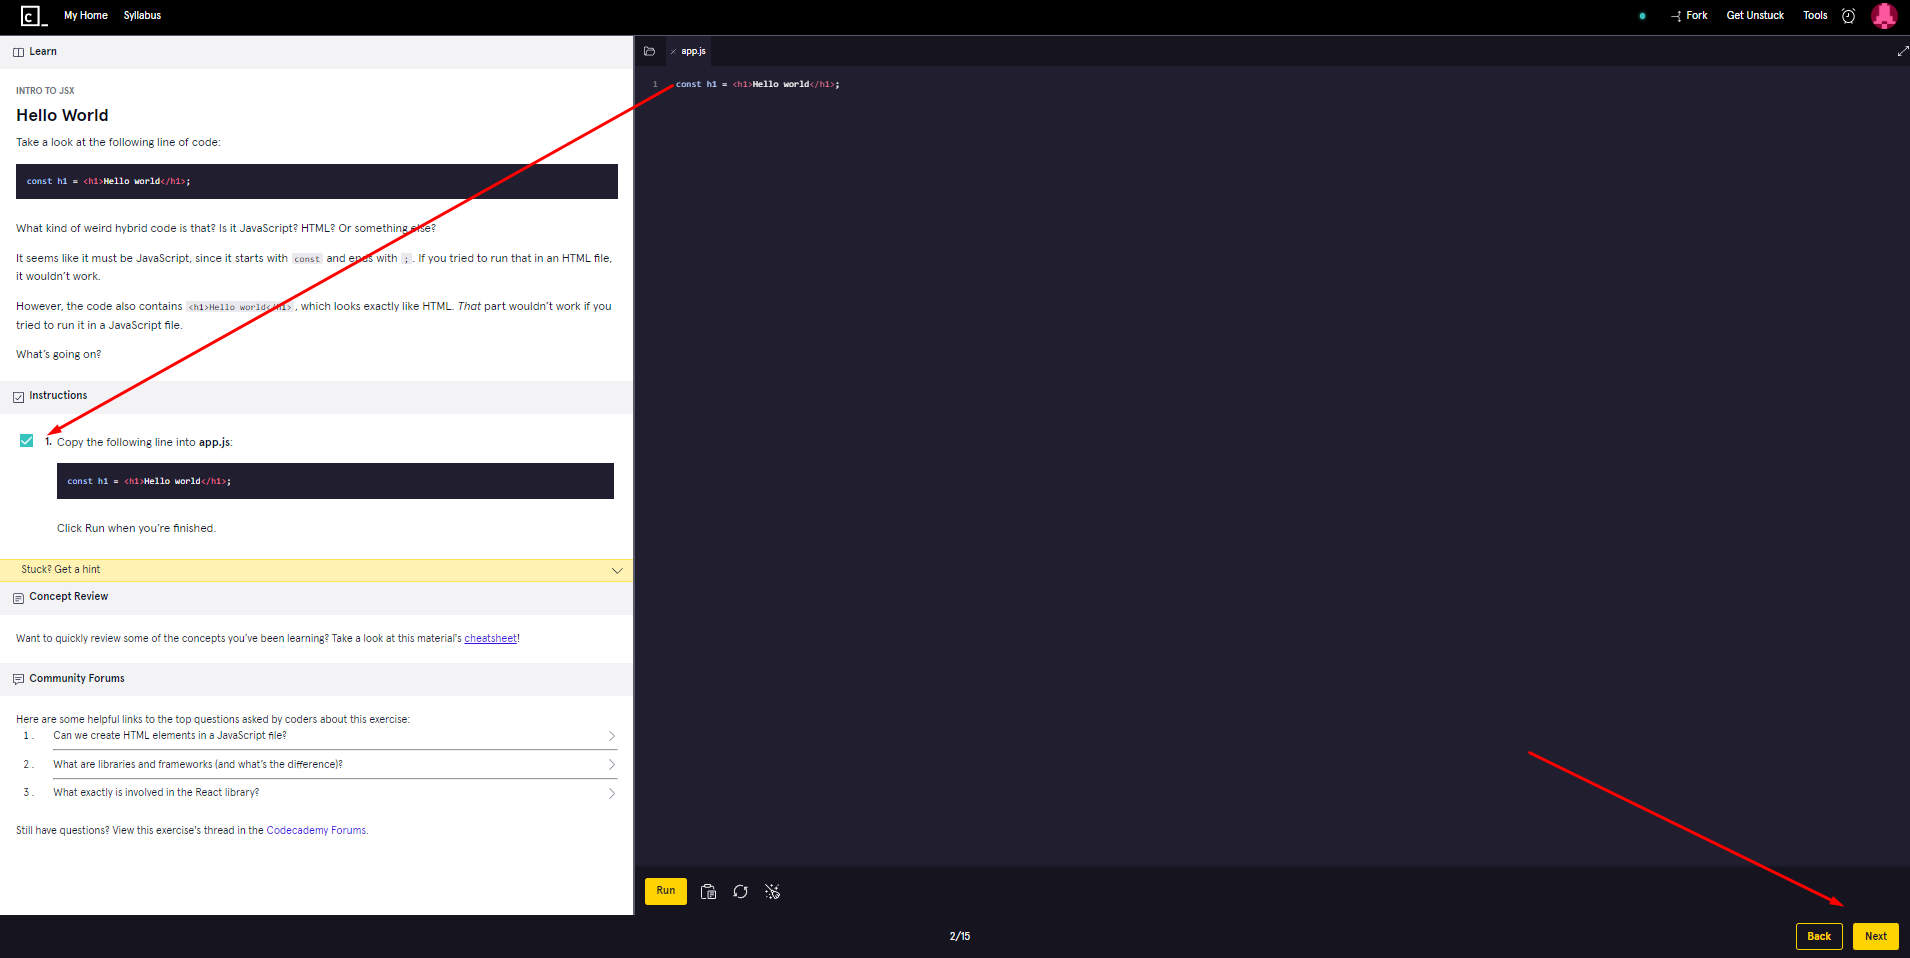 c_ My Home Syllabus Fork Get Unstuck Tools
Learn
INTRO TO JSX
Hello World
Take a look at the following line of code:
const h1 = <h1>Hello world</h1>;
What kind of weird hybrid code is that? Is it JavaScript? HTML? Or something else?
It seems like it must be JavaScript, since it starts with const and ends with ;. If you tried to run that in an HTML file,
it wouldn't work.
However, the code also contains <h1>Hello world</h1>, which looks exactly like HTML. That part wouldn't work if you
tried to run it in a JavaScript file.
What's going on?
Instructions
1. Copy the following line into app.js:
const h1 = <h1>Hello world</h1>;
Click Run when you're finished.
Stuck? Get a hint
Concept Review
Want to quickly review some of the concepts you've been learning? Take a look at this material's cheatsheet!
Community Forums
Here are some helpful links to the top questions asked by coders about this exercise:
1. Can we create HTML elements in a JavaScript file?
2. What are libraries and frameworks (and what's the difference)?
3. What exactly is involved in the React library?
Still have questions? View this exercise's thread in the Codecademy Forums.
× app.js
1 const h1 = <h1>Hello world</h1>;
Run
2/15
Back Next